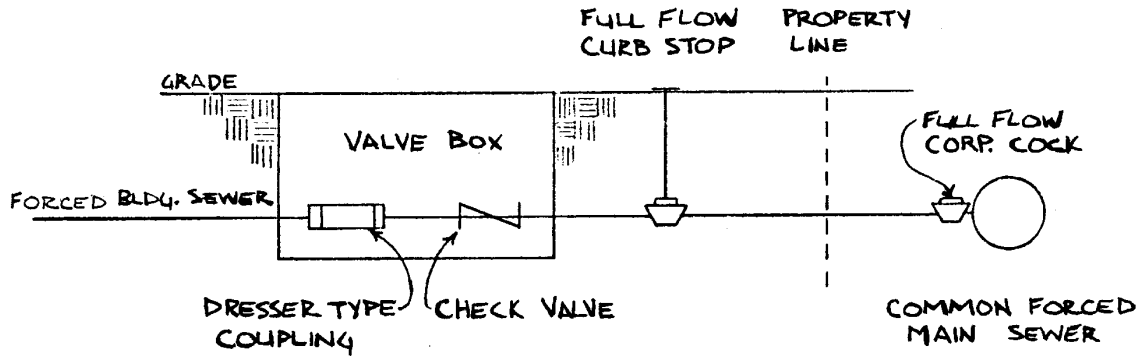 FULL FLOW
CURB STOP
PROPERTY
LINE
GRADE
VALVE BOX
FULL FLOW
CORP. COCK
FORCED BLDG. SEWER
DRESSER TYPE
COUPLING
CHECK VALVE
COMMON FORCED
MAIN SEWER